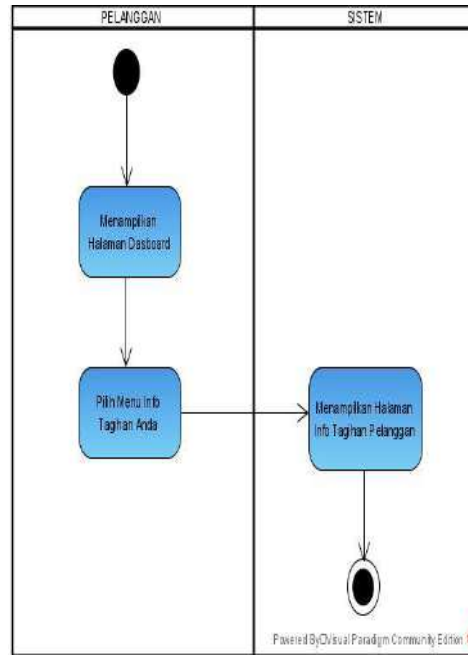 PELANGGAN
SISTEM
Menampilkan
Halaman Dasboard
Pilih Menu Info
Tagihan Anda
Menampilkan Halaman
Info Tagihan Pelanggan
Powered By Visual Paradigm Community Edition